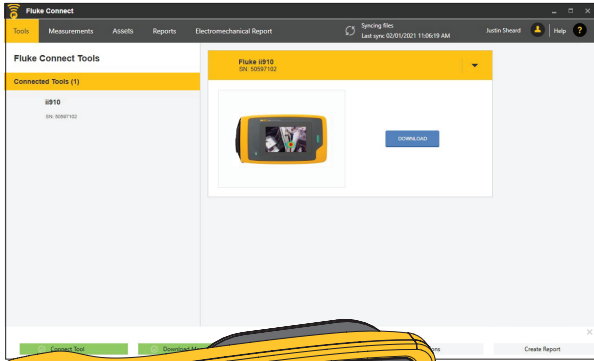 Fluke Connect
Tools Measurements Assets Reports Electromechanical Report Syncing files Last sync 02/01/2021 11:06:19 AM Justin Sheard Help ?
Fluke Connect Tools
Connected Tools (1)
ii910
SN: 50597102
Fluke ii910
SN: 50597102
DOWNLOAD
Connect Tool
Download
Create Report